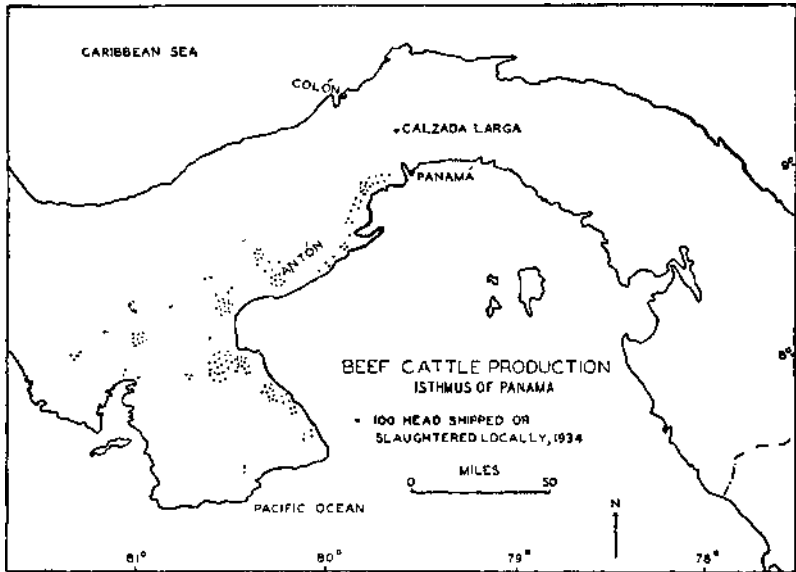 CARIBBEAN SEA
COLÓN
CALZADA LARGA
9°
PANAMÁ
ANTÓN
8°
BEEF CATTLE PRODUCTION
ISTHMUS OF PANAMA
• 100 HEAD SHIPPED OR
SLAUGHTERED LOCALLY, 1934
MILES
0 50
PACIFIC OCEAN
N
81° 80° 79° 78°